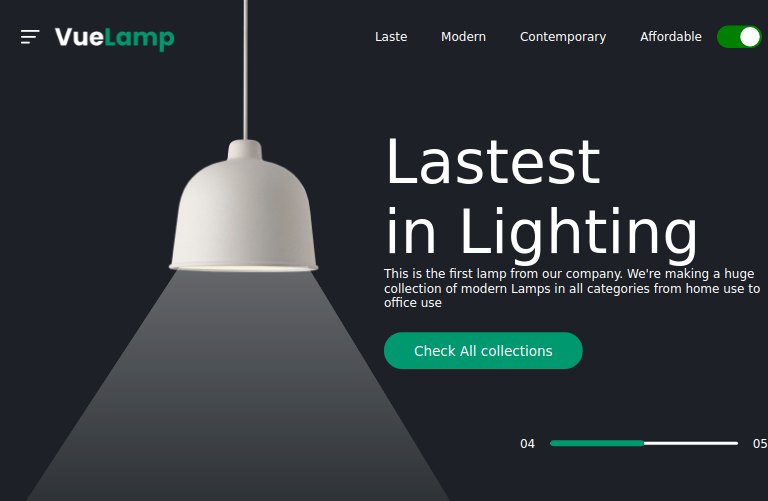 VueLamp
Laste Modern Contemporary Affordable
Lastest
in Lighting
This is the first lamp from our company. We're making a huge
collection of modern Lamps in all categories from home use to
office use
Check All collections
04 05